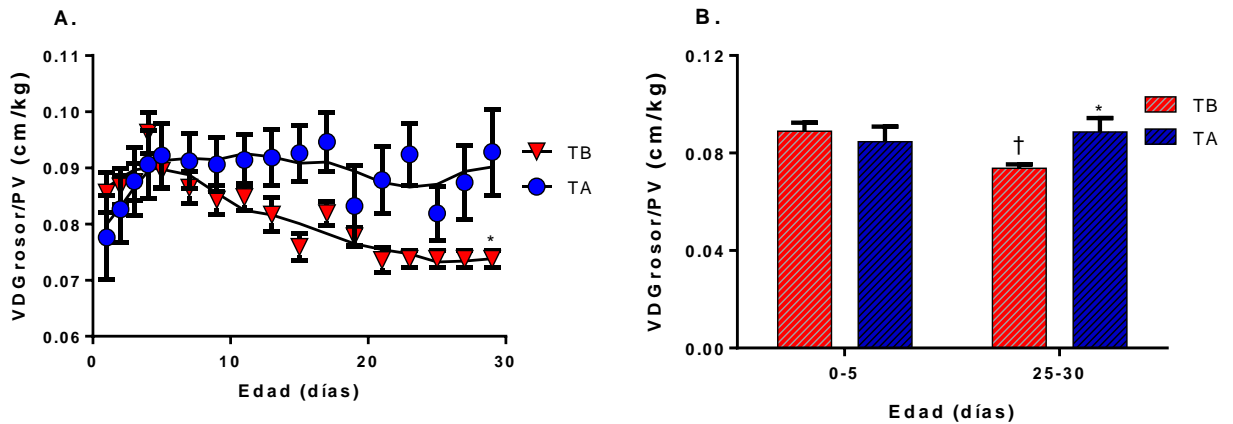 A.
VDGrosor/PV (cm/kg)
0.11
0.10
0.09
0.08
0.07
0.06
0
10
20
30
Edad (días)
TB
TA
*
B.
VDGrosor/PV (cm/kg)
0.12
0.08
0.04
0.00
†
*
0-5
25-30
Edad (días)
TB
TA